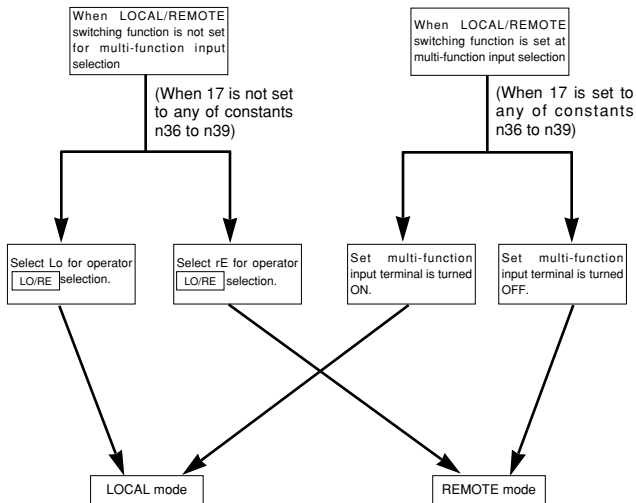 When LOCAL/REMOTE
switching function is not set
for multi-function input
selection
When LOCAL/REMOTE
switching function is set at
multi-function input selection
(When 17 is not set
to any of constants
n36 to n39)
(When 17 is set to
any of constants
n36 to n39)
Select Lo for operator
LO/RE selection.
Select rE for operator
LO/RE selection.
Set multi-function
input terminal is turned
ON.
Set multi-function
input terminal is turned
OFF.
LOCAL mode
REMOTE mode